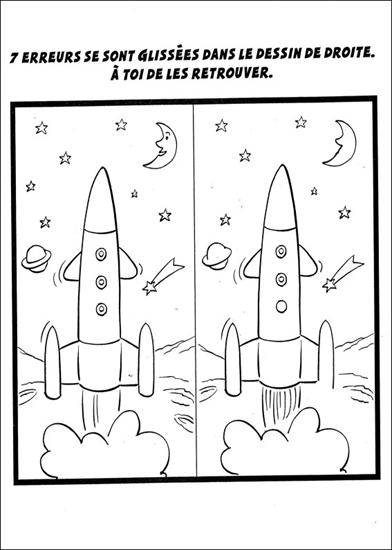 7 ERREURS SE SONT GLISSÉES DANS LE DESSIN DE DROITE.
À TOI DE LES RETROUVER.